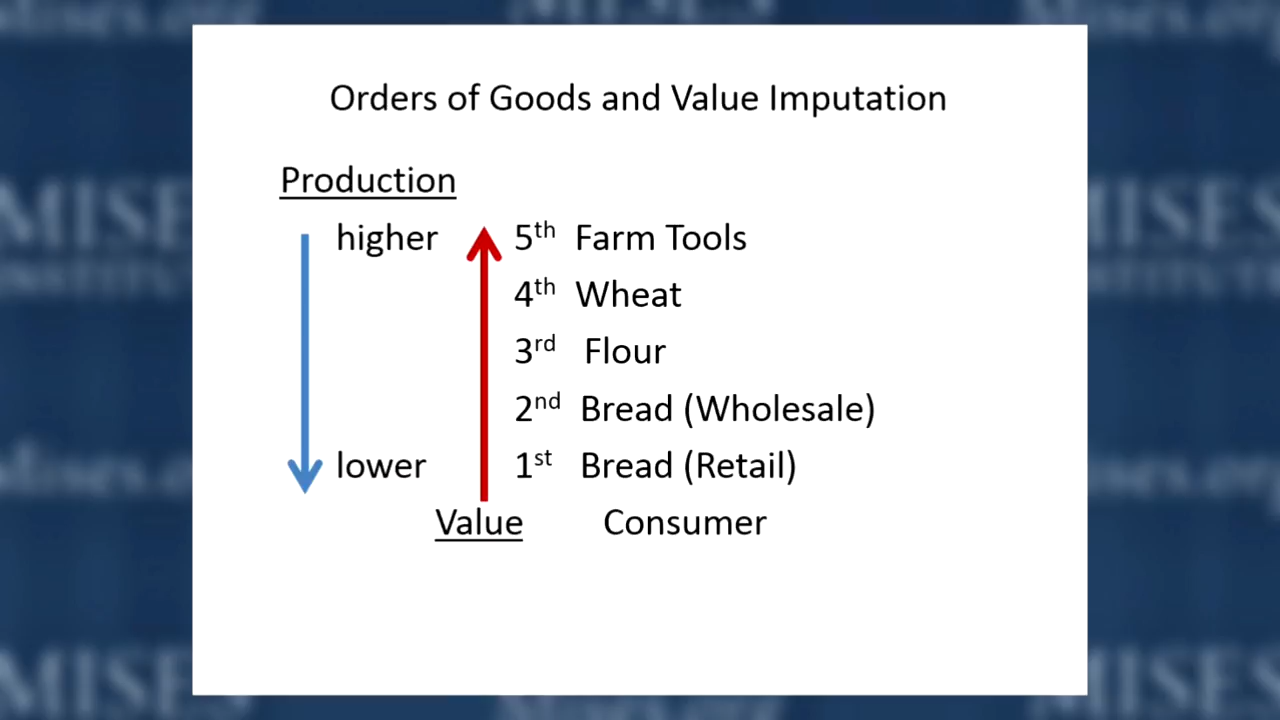 Orders of Goods and Value Imputation
Production
higher 5th Farm Tools
4th Wheat
3rd Flour
2nd Bread (Wholesale)
lower 1st Bread (Retail)
Value Consumer